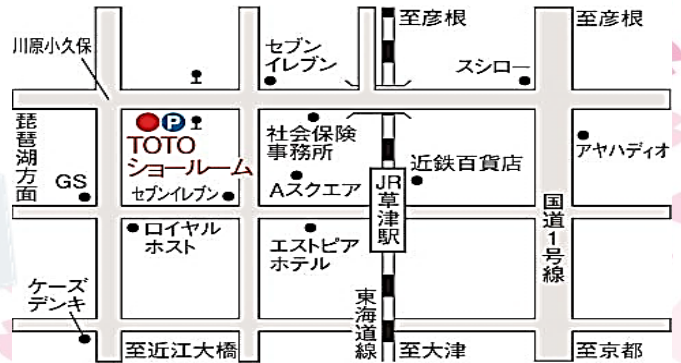 至彦根
至彦根
川原小久保
セブン
イレブン
スシロー
琵琶湖方面
P
TOTO
ショールーム
社会保険
事務所
アヤハディオ
近鉄百貨店
GS
セブンイレブン
Aスクエア
JR草津駅
国道1号線
ロイヤル
ホスト
エストピア
ホテル
ケーズ
デンキ
東海道線
至近江大橋
至大津
至京都